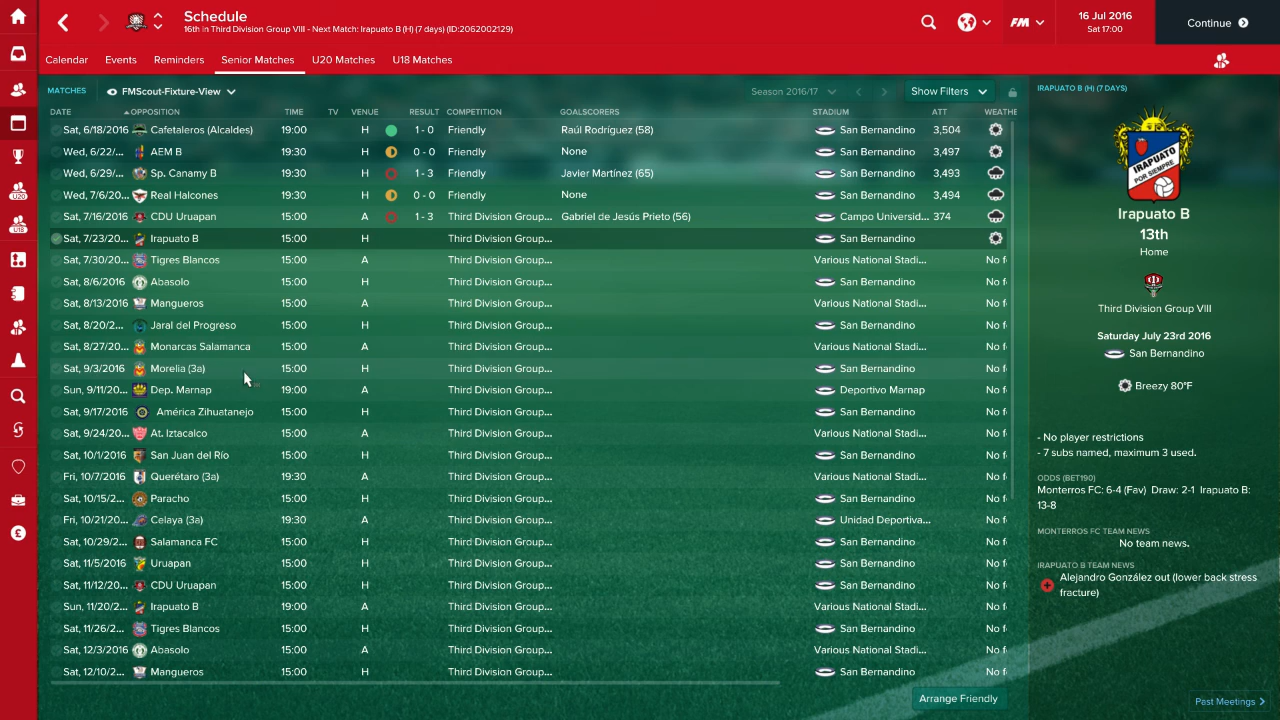 Schedule
16th in Third Division Group VIII - Next Match: Irapuato B (H) (7 days) (ID:2062002129)
FM
16 Jul 2016
Sat 17:00
Continue
Calendar Events Reminders Senior Matches U20 Matches U18 Matches
MATCHES FMScout-Fixture-View Season 2016/17 Show Filters
DATE OPPOSITION TIME TV VENUE RESULT COMPETITION GOALSCORERS STADIUM ATT WEATHE
Sat, 6/18/2016 Cafetaleros (Alcaldes) 19:00 H 1 - 0 Friendly Raúl Rodríguez (58) San Bernandino 3,504
Wed, 6/22/... AEM B 19:30 H 0 - 0 Friendly None San Bernandino 3,497
Wed, 6/29/... Sp. Canamy B 19:30 H 1 - 3 Friendly Javier Martínez (65) San Bernandino 3,493
Wed, 7/6/20... Real Halcones 19:30 H 0 - 0 Friendly None San Bernandino 3,494
Sat, 7/16/2016 CDU Uruapan 15:00 A 1 - 3 Third Division Group... Gabriel de Jesús Prieto (56) Campo Universid... 374
Sat, 7/23/20... Irapuato B 15:00 H Third Division Group... San Bernandino
Sat, 7/30/20... Tigres Blancos 15:00 A Third Division Group... Various National Stadi... No f
Sat, 8/6/2016 Abasolo 15:00 H Third Division Group... San Bernandino No f
Sat, 8/13/2016 Mangueros 15:00 A Third Division Group... Various National Stadi... No f
Sat, 8/20/2... Jaral del Progreso 15:00 H Third Division Group... San Bernandino No f
Sat, 8/27/20... Monarcas Salamanca 15:00 A Third Division Group... Various National Stadi... No f
Sat, 9/3/2016 Morelia (3a) 15:00 H Third Division Group... San Bernandino No f
Sun, 9/11/20... Dep. Marnap 19:00 A Third Division Group... Deportivo Marnap No f
Sat, 9/17/2016 América Zihuatanejo 15:00 H Third Division Group... San Bernandino No f
Sat, 9/24/20... At. Iztacalco 15:00 A Third Division Group... Various National Stadi... No f
Sat, 10/1/2016 San Juan del Río 15:00 H Third Division Group... San Bernandino No f
Fri, 10/7/2016 Querétaro (3a) 19:30 A Third Division Group... Various National Stadi... No f
Sat, 10/15/2... Paracho 15:00 H Third Division Group... San Bernandino No f
Fri, 10/21/20... Celaya (3a) 19:30 A Third Division Group... Unidad Deportiva... No f
Sat, 10/29/2... Salamanca FC 15:00 H Third Division Group... San Bernandino No f
Sat, 11/5/2016 Uruapan 15:00 H Third Division Group... San Bernandino No f
Sat, 11/12/20... CDU Uruapan 15:00 H Third Division Group... San Bernandino No f
Sun, 11/20/2... Irapuato B 19:00 A Third Division Group... Various National Stadi... No f
Sat, 11/26/2... Tigres Blancos 15:00 H Third Division Group... San Bernandino No f
Sat, 12/3/2016 Abasolo 15:00 A Third Division Group... Various National Stadi... No f
Sat, 12/10/2... Mangueros 15:00 H Third Division Group... San Bernandino No f
Arrange Friendly
IRAPUATO B (H) (7 DAYS)
IRAPUATO
POR SIEMPRE
Irapuato B
13th
Home
Third Division Group VIII
Saturday July 23rd 2016
San Bernandino
Breezy 80°F
- No player restrictions
- 7 subs named, maximum 3 used.
ODDS (BET190)
Monterros FC: 6-4 (Fav) Draw: 2-1 Irapuato B:
13-8
MONTERROS FC TEAM NEWS
No team news.
IRAPUATO B TEAM NEWS
Alejandro González out (lower back stress
fracture)
Past Meetings
U20
U18